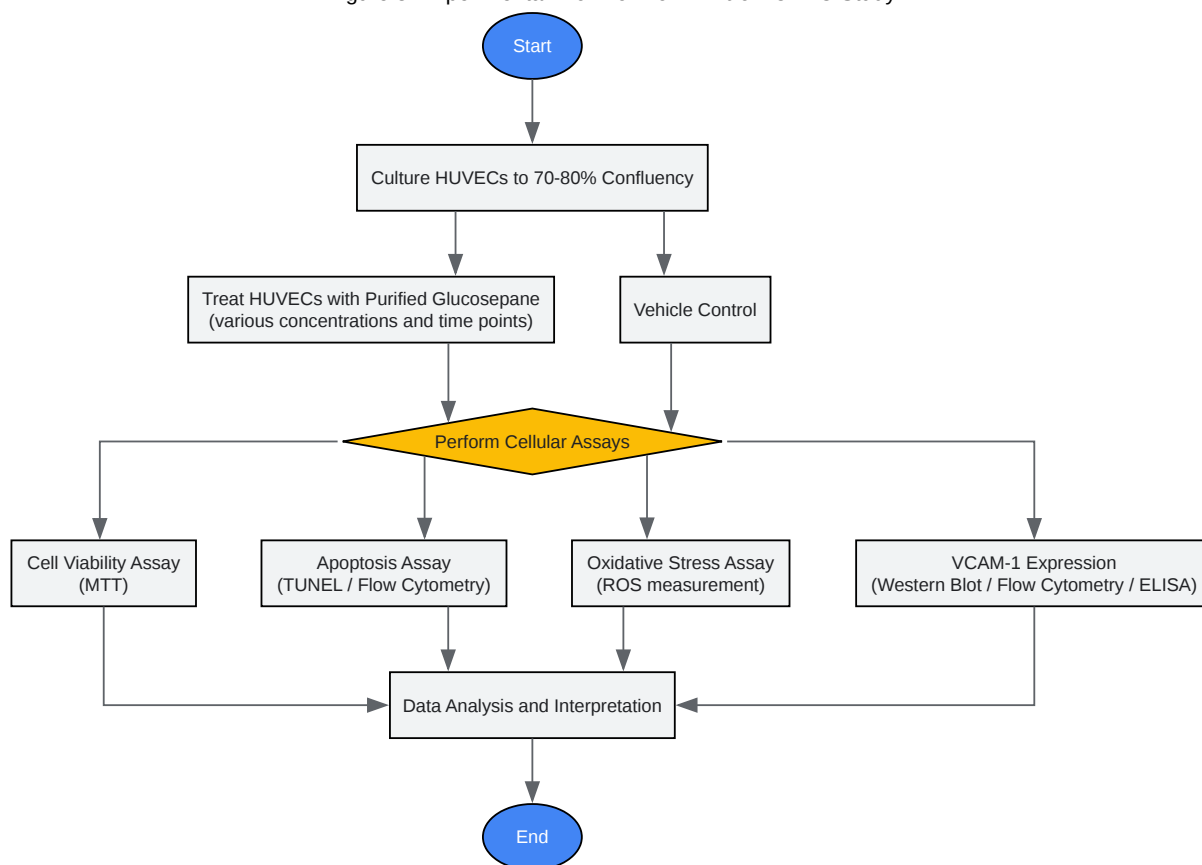 Start
Culture HUVECs to 70-80% Confluency
Treat HUVECs with Purified Glucosepane
(various concentrations and time points)
Vehicle Control
Perform Cellular Assays
Cell Viability Assay
(MTT)
Apoptosis Assay
(TUNEL / Flow Cytometry)
Oxidative Stress Assay
(ROS measurement)
VCAM-1 Expression
(Western Blot / Flow Cytometry / ELISA)
Data Analysis and Interpretation
End